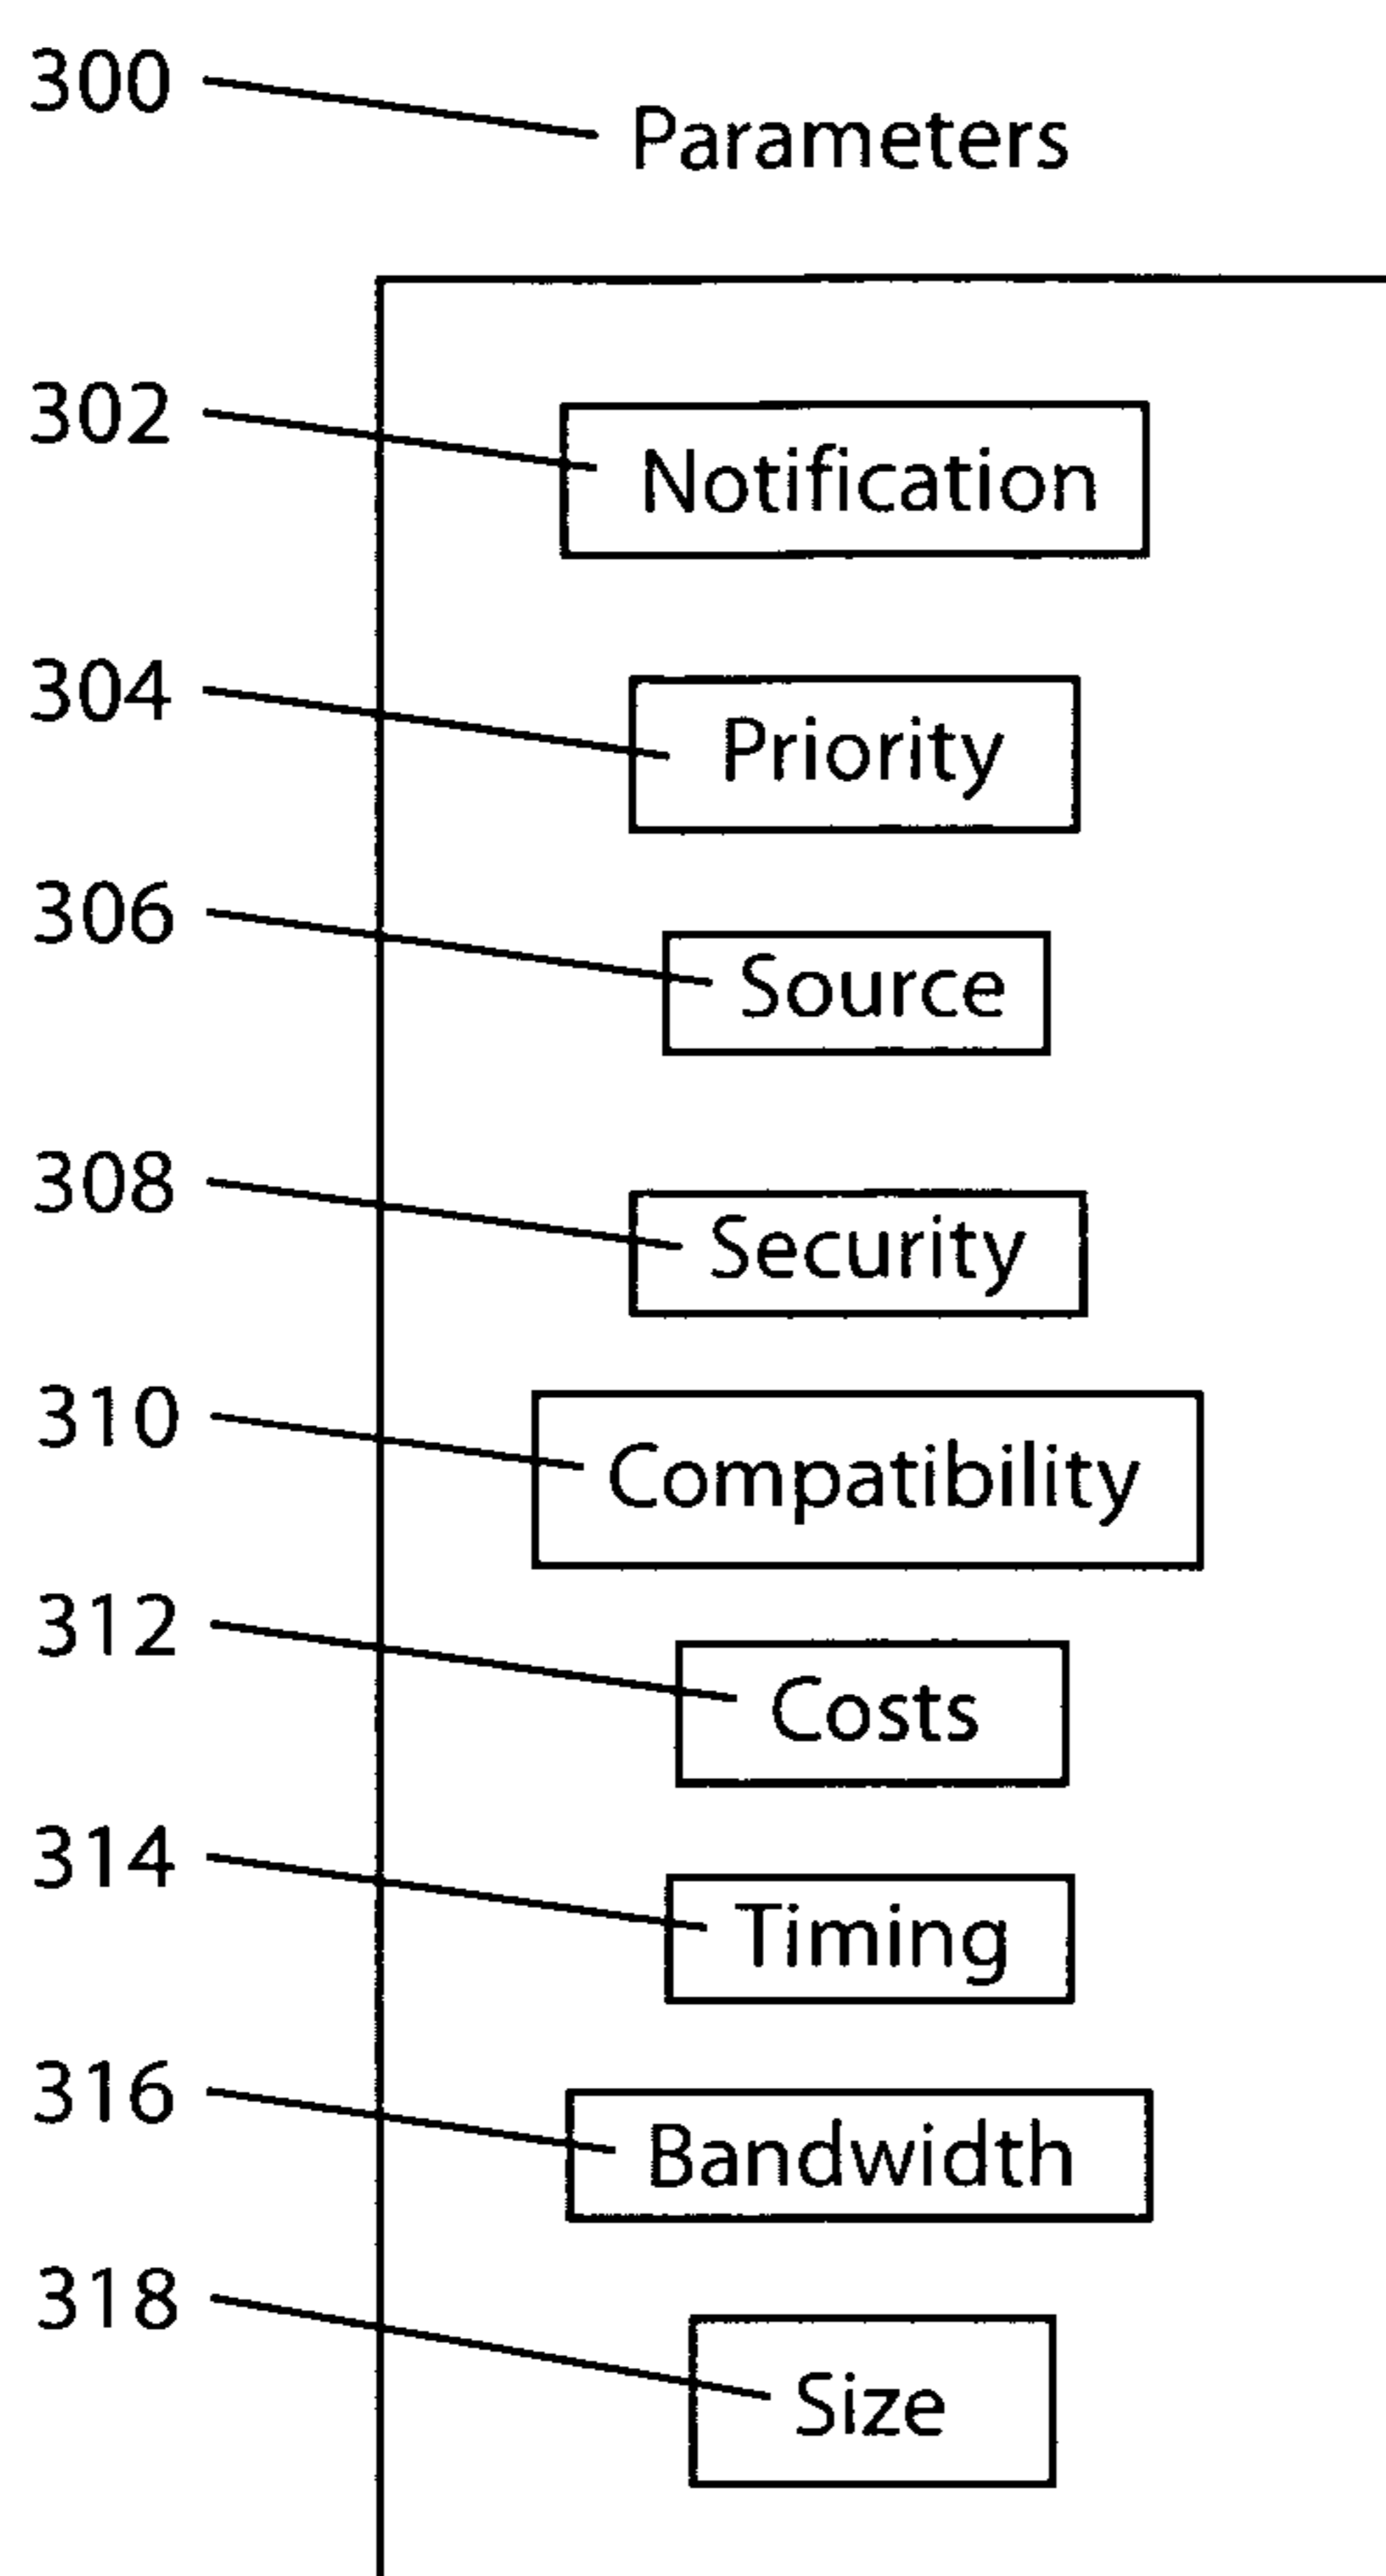 300 Parameters
302 Notification
304 Priority
306 Source
308 Security
310 Compatibility
312 Costs
314 Timing
316 Bandwidth
318 Size